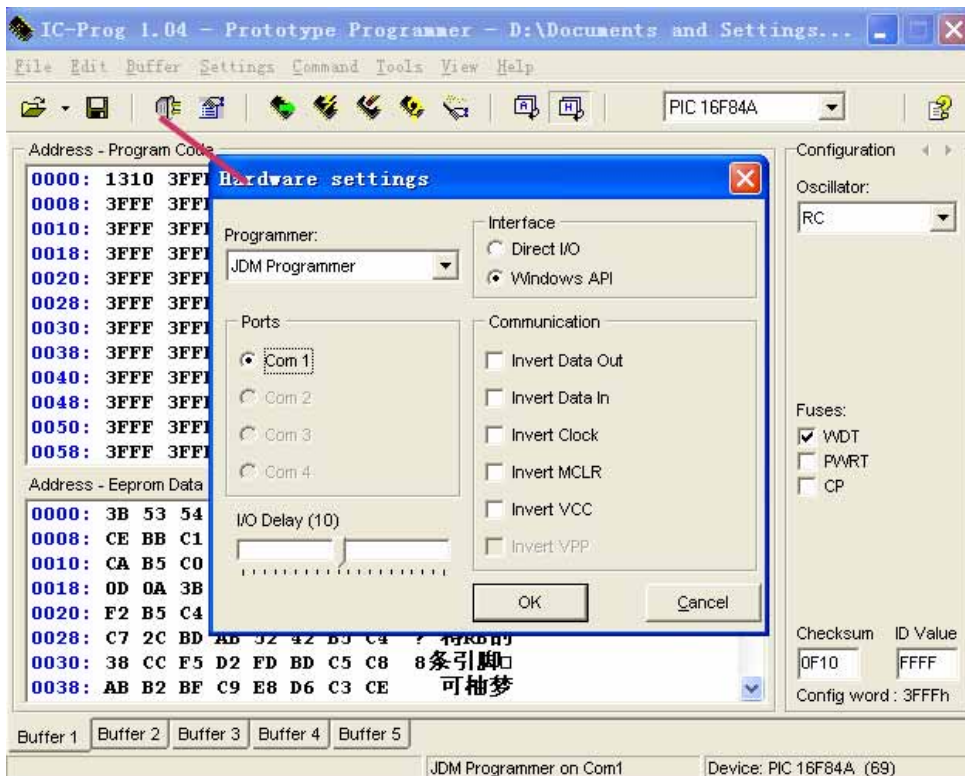 IC-Prog 1.04 - Prototype Programmer - D:\Documents and Settings...
File Edit Buffer Settings Command Tools View Help
PIC 16F84A
Address - Program Code
0000: 1310 3FFF
0008: 3FFF 3FFF
0010: 3FFF 3FFF
0018: 3FFF 3FFF
0020: 3FFF 3FFF
0028: 3FFF 3FFF
0030: 3FFF 3FFF
0038: 3FFF 3FFF
0040: 3FFF 3FFF
0048: 3FFF 3FFF
0050: 3FFF 3FFF
0058: 3FFF 3FFF
Address - Eeprom Data
0000: 3B 53 54
0008: CE BB C1
0010: CA B5 C0
0018: 0D 0A 3B
0020: F2 B5 C4
0028: C7 2C BD AB 52 42 B5 C4 ? 将RB的
0030: 38 CC F5 D2 FD BD C5 C8 8条引脚
0038: AB B2 BF C9 E8 D6 C3 CE 可柚梦
Hardware settings
Programmer:
JDM Programmer
Ports
Com 1
Com 2
Com 3
Com 4
I/O Delay (10)
Interface
Direct I/O
Windows API
Communication
Invert Data Out
Invert Data In
Invert Clock
Invert MCLR
Invert VCC
Invert VPP
OK
Cancel
Configuration
Oscillator:
RC
Fuses:
WDT
PWRT
CP
Checksum ID Value
0F10 FFFF
Config word : 3FFFh
Buffer 1 Buffer 2 Buffer 3 Buffer 4 Buffer 5
JDM Programmer on Com1 Device: PIC 16F84A (69)